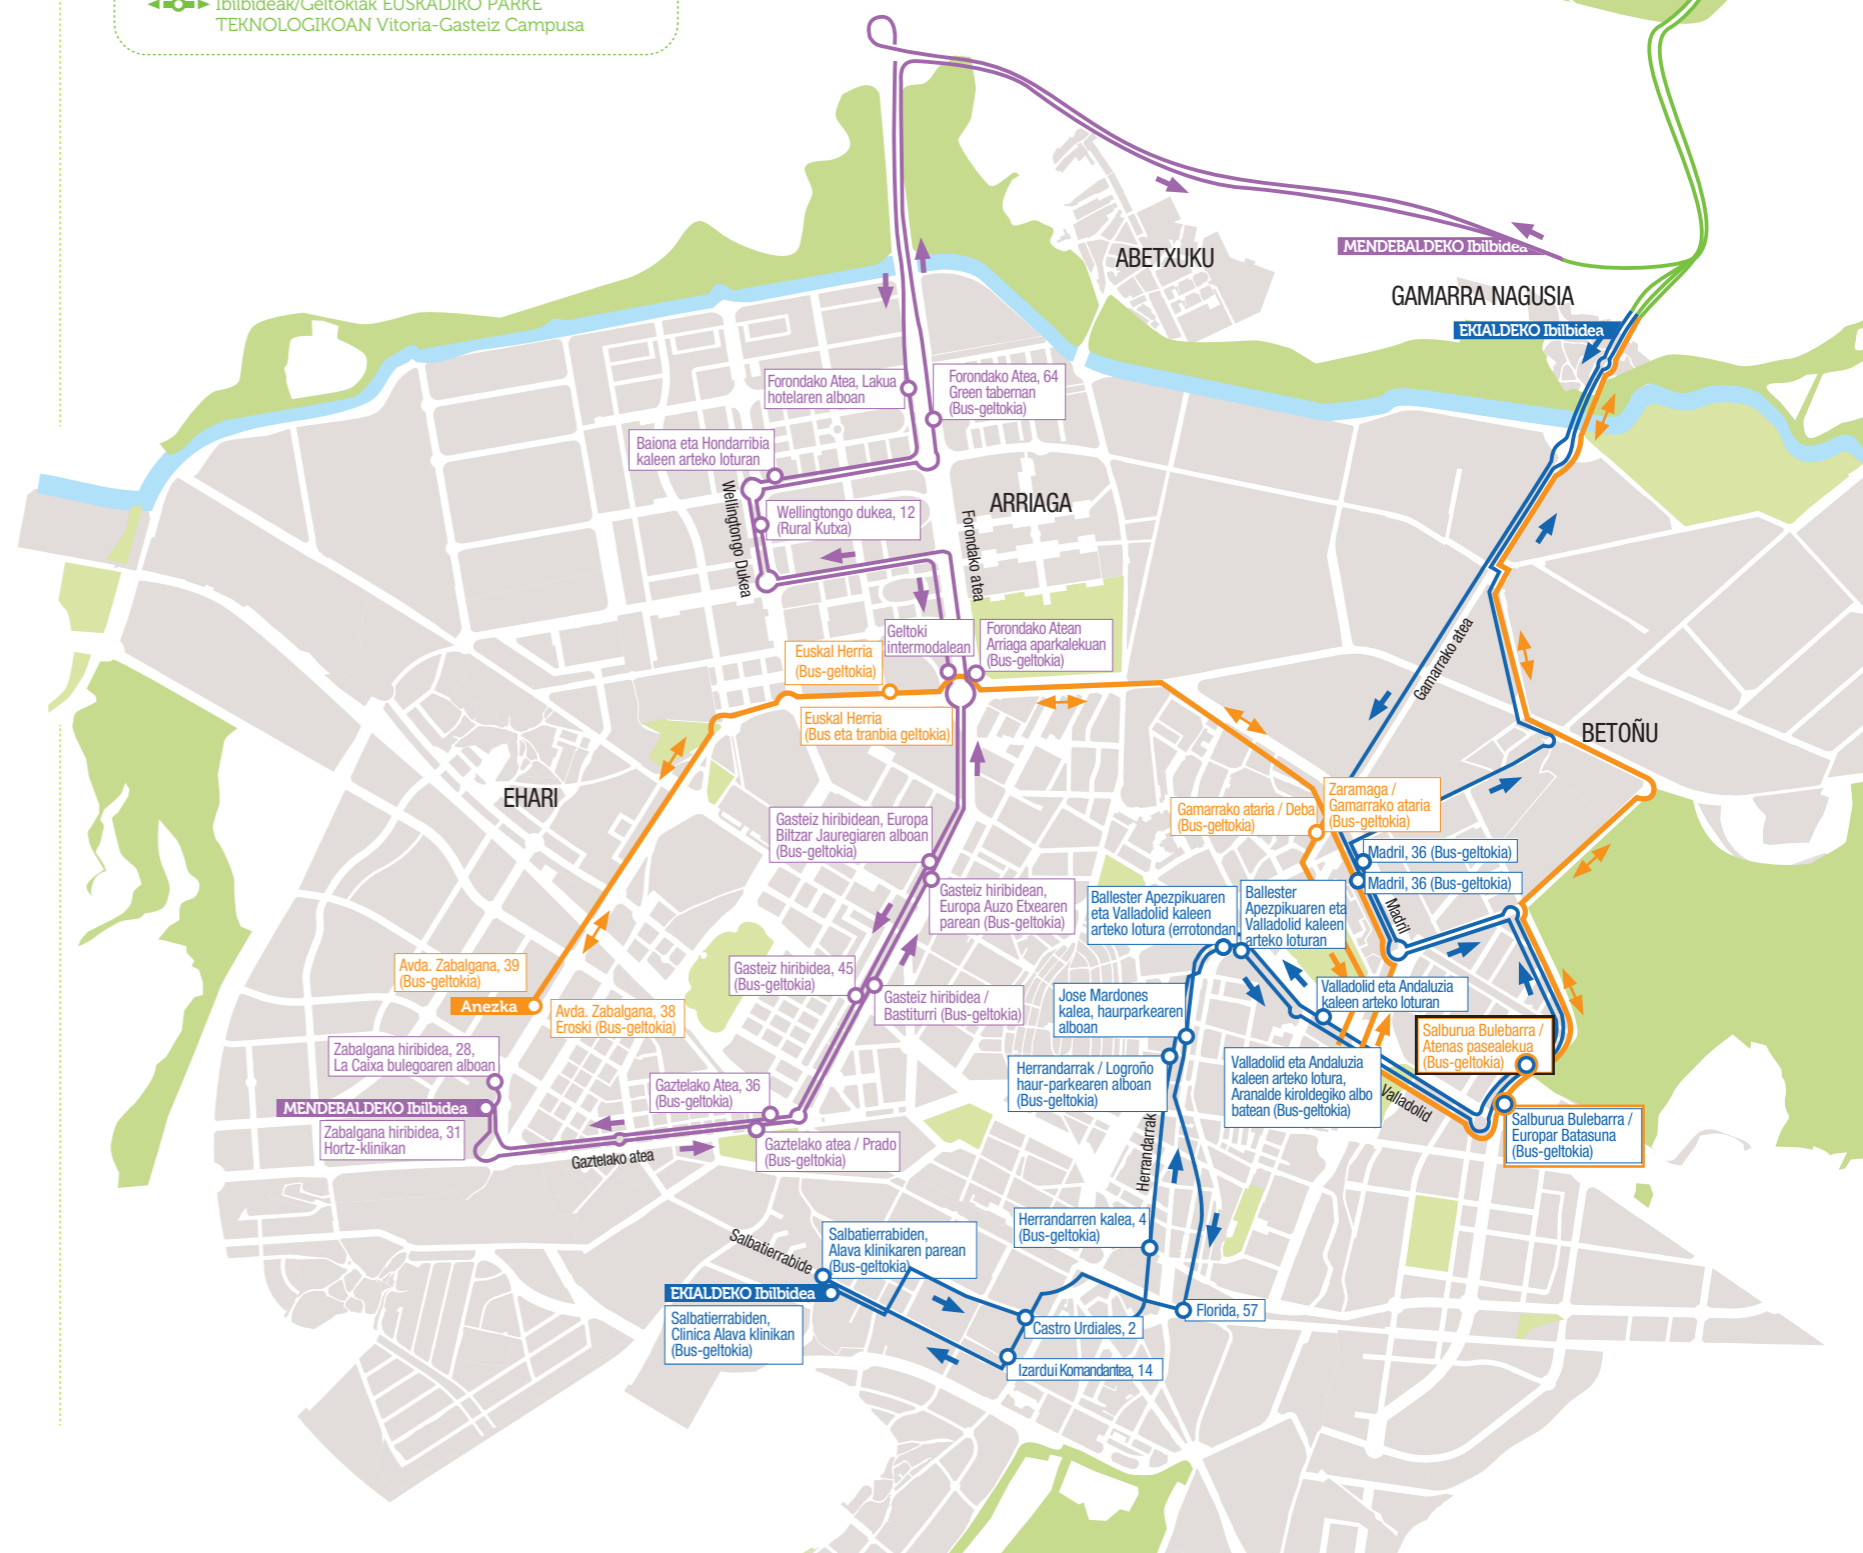 Ibilbideak/Geltokiak EUSKADIKO PARKE
TEKNOLOGIKOAN Vitoria-Gasteiz Campusa
ABETXUKU
MENDEBALDEKO Ibilbidea
GAMARRA NAGUSIA
EKIALDEKO Ibilbidea
Forondako Atea, Lakua
hotelaren alboan
Forondako Atea, 64
Green tabernan
(Bus-geltokia)
Baiona eta Hondarribia
kaleen arteko loturan
Wellingtongo Dukea
Wellingtongo dukea, 12
(Rural Kutxa)
ARRIAGA
Forondako atea
Geltoki
intermodalean
Forondako Atean
Arriaga aparkalekuan
(Bus-geltokia)
Euskal Herria
(Bus-geltokia)
Euskal Herria
(Bus eta tranbia geltokia)
Gamarrako atea
BETOÑU
EHARI
Gasteiz hiribidean, Europa
Biltzar Jauregiaren alboan
(Bus-geltokia)
Gamarrako ataria / Deba
(Bus-geltokia)
Zaramaga /
Gamarrako ataria
(Bus-geltokia)
Madril, 36 (Bus-geltokia)
Madril, 36 (Bus-geltokia)
Madril
Gasteiz hiribidean,
Europa Auzo Etxearen
parean (Bus-geltokia)
Ballester Apezpikuaren
eta Valladolid kaleen
arteko lotura (errotondan)
Ballester
Apezpikuaren eta
Valladolid kaleen
arteko loturan
Avda. Zabalgana, 39
(Bus-geltokia)
Anezka
Avda. Zabalgana, 38
Eroski (Bus-geltokia)
Gasteiz hiribidea, 45
(Bus-geltokia)
Gasteiz hiribidea /
Bastiturri (Bus-geltokia)
Jose Mardones
kalea, haurparkearen
alboan
Valladolid eta Andaluzia
kaleen arteko loturan
Salburua Bulebarra /
Atenas pasealekua
(Bus-geltokia)
Zabalgana hiribidea, 28,
La Caixa bulegoaren alboan
MENDEBALDEKO Ibilbidea
Zabalgana hiribidea, 31
Hortz-klinikan
Gaztelako Atea, 36
(Bus-geltokia)
Gaztelako atea / Prado
(Bus-geltokia)
Gaztelako atea
Herrandarrak / Logroño
haur-parkearen alboan
(Bus-geltokia)
Valladolid eta Andaluzia
kaleen arteko lotura,
Aranalde kiroldegiko albo
batean (Bus-geltokia)
Valladolid
Salburua Bulebarra /
Europar Batasuna
(Bus-geltokia)
Herrandarrak
Herrandarren kalea, 4
(Bus-geltokia)
Salbatierrabide
Salbatierrabiden,
Alava klinikaren parean
(Bus-geltokia)
EKIALDEKO Ibilbidea
Salbatierrabiden,
Clinica Alava klinikan
(Bus-geltokia)
Castro Urdiales, 2
Florida, 57
Izardui Komandantea, 14